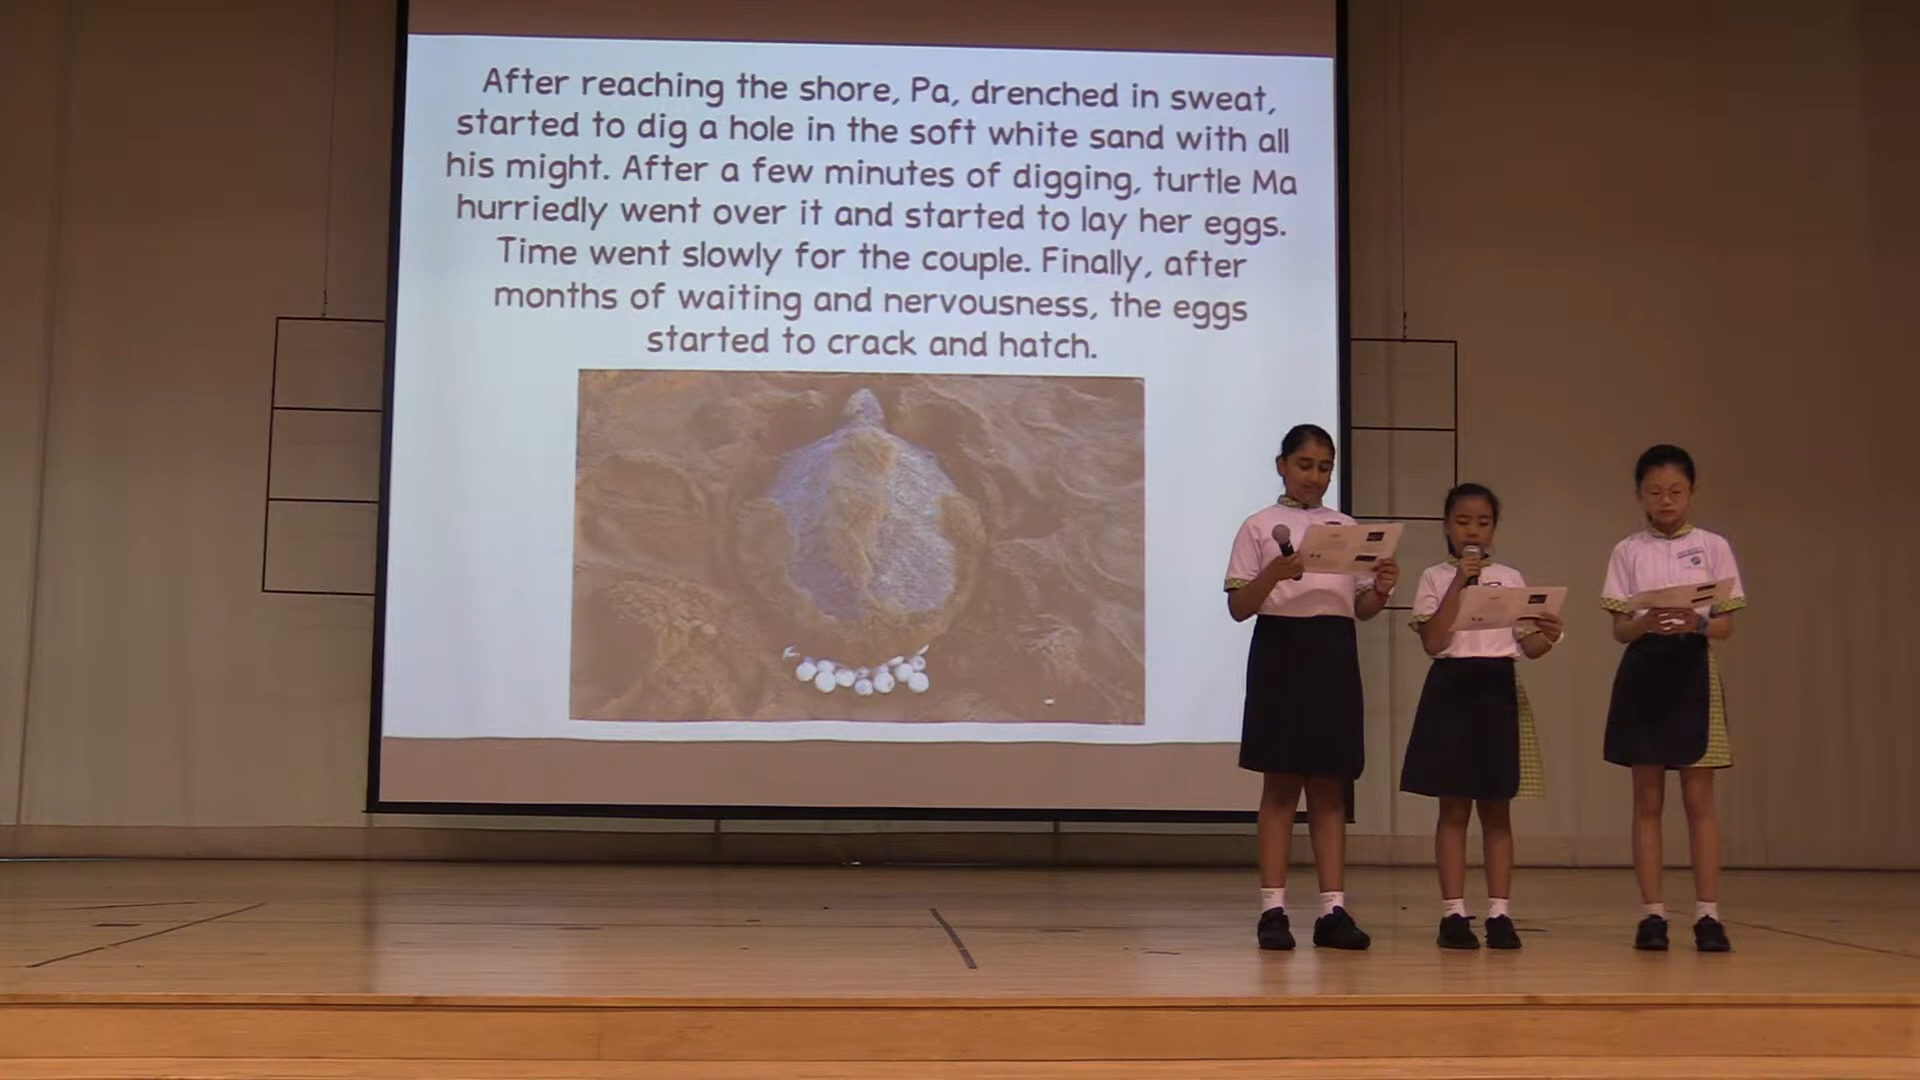 After reaching the shore, Pa, drenched in sweat,
started to dig a hole in the soft white sand with all
his might. After a few minutes of digging, turtle Ma
hurriedly went over it and started to lay her eggs.
Time went slowly for the couple. Finally, after
months of waiting and nervousness, the eggs
started to crack and hatch.